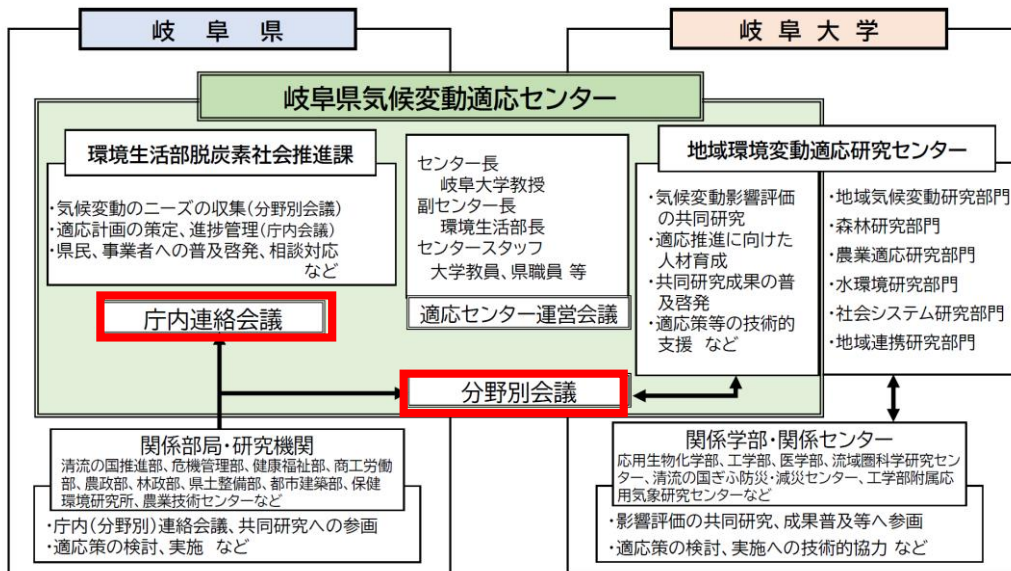 岐阜県
岐阜大学
岐阜県気候変動適応センター
環境生活部脱炭素社会推進課
・気候変動のニーズの収集(分野別会議)
・適応計画の策定、進捗管理(庁内会議)
・県民、事業者への普及啓発、相談対応
など
庁内連絡会議
センター長
岐阜大学教授
副センター長
環境生活部長
センタースタッフ
大学教員、県職員 等
適応センター運営会議
地域環境変動適応研究センター
・気候変動影響評価
の共同研究
・適応推進に向けた
人材育成
・共同研究成果の普
及啓発
・適応策等の技術的
支援 など
・地域気候変動研究部門
・森林研究部門
・農業適応研究部門
・水環境研究部門
・社会システム研究部門
・地域連携研究部門
分野別会議
関係部局・研究機関
清流の国推進部、危機管理部、健康福祉部、商工労働
部、農政部、林政部、県土整備部、都市建築部、保健
環境研究所、農業技術センターなど
・庁内(分野別)連絡会議、共同研究への参画
・適応策の検討、実施 など
関係学部・関係センター
応用生物化学部、工学部、医学部、流域圏科学研究セン
ター、清流の国ぎふ防災・減災センター、工学部附属応
用気象研究センターなど
・影響評価の共同研究、成果普及等へ参画
・適応策の検討、実施への技術的協力 など